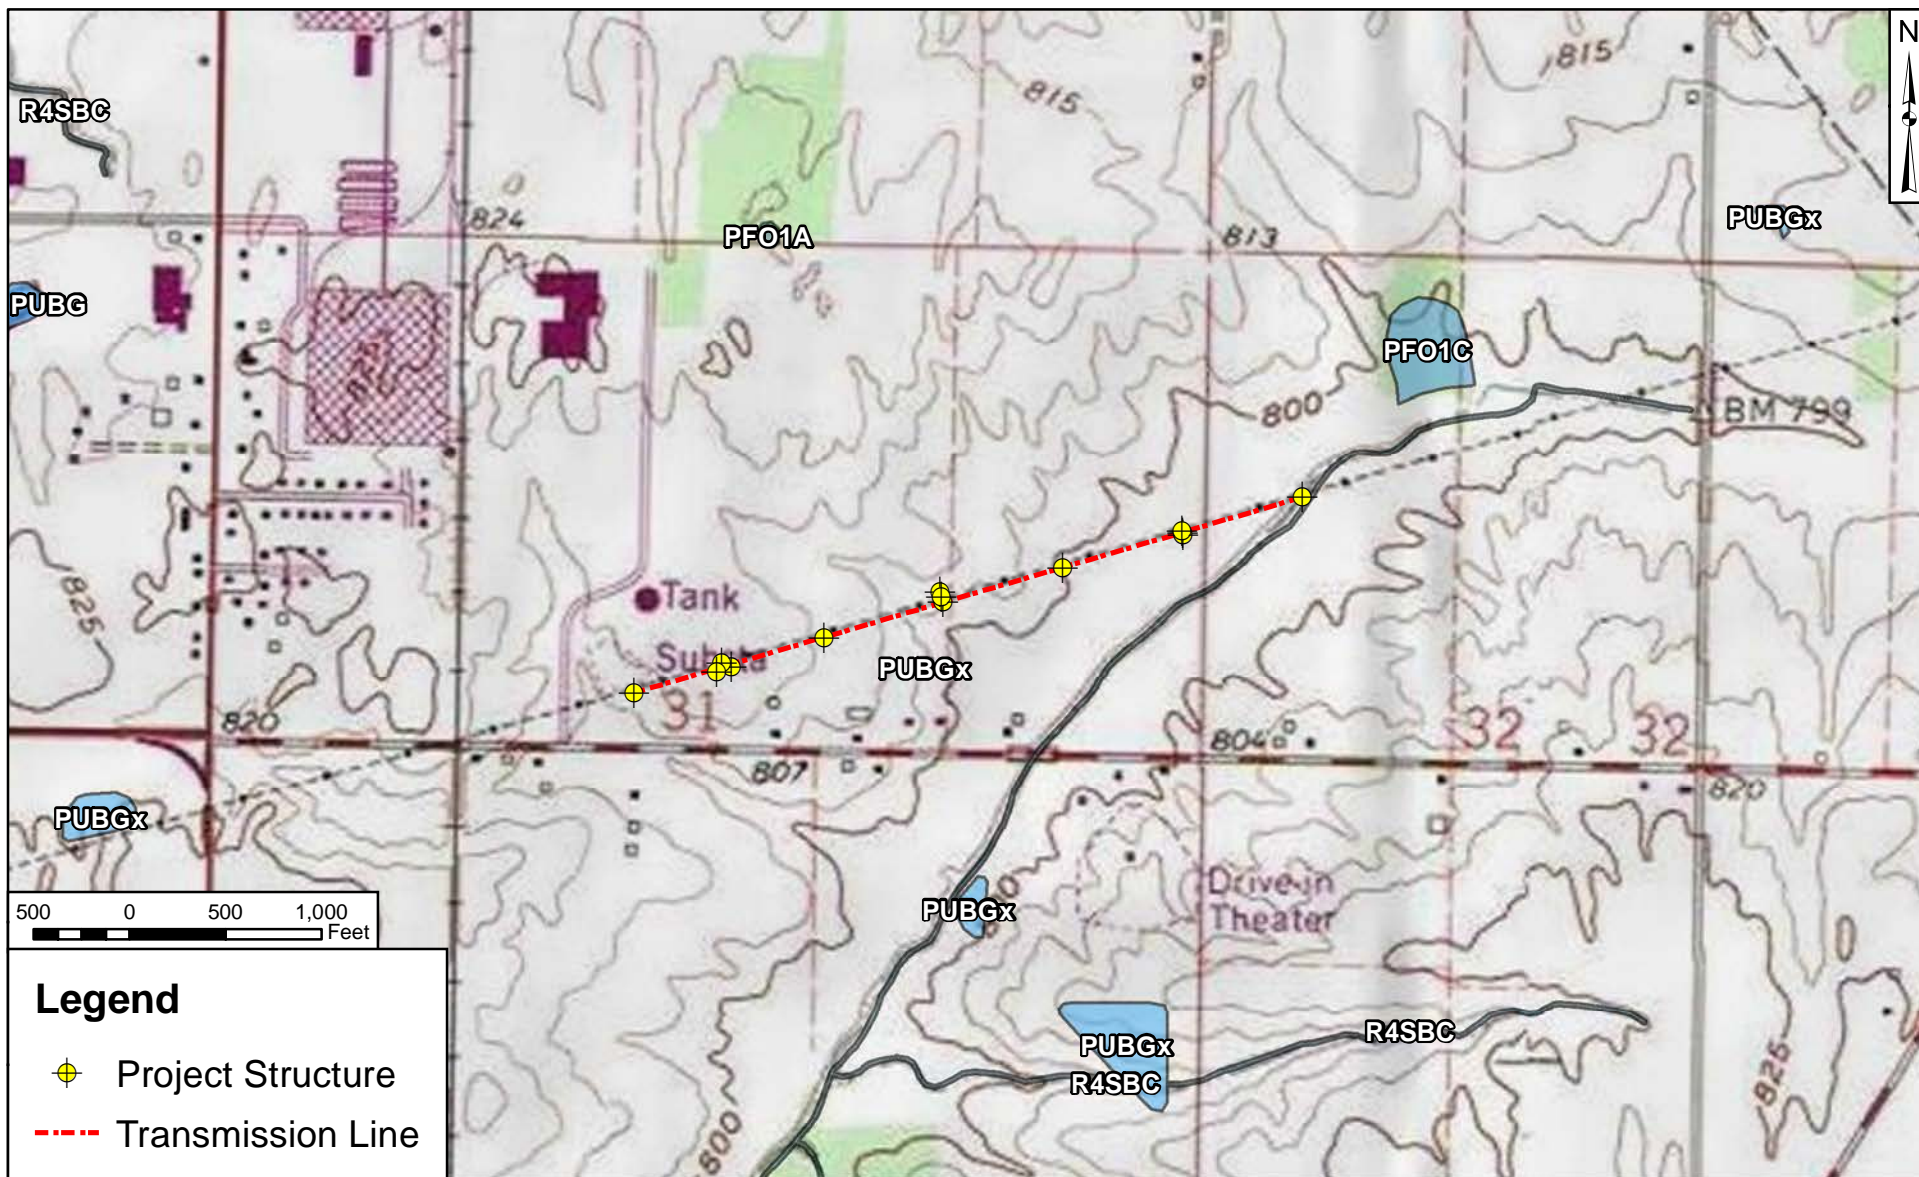 N
815
815
R4SBC
824
PFO1A
813
PUBGx
PUBG
PFO1C
800
BM 799
825
Tank
Substa
PUBGx
31
820
804
32
32
807
820
PUBGx
Drive-in
Theater
PUBGx
500 0 500 1,000
Feet
Legend
Project Structure
Transmission Line
PUBGx
R4SBC
R4SBC
825
800